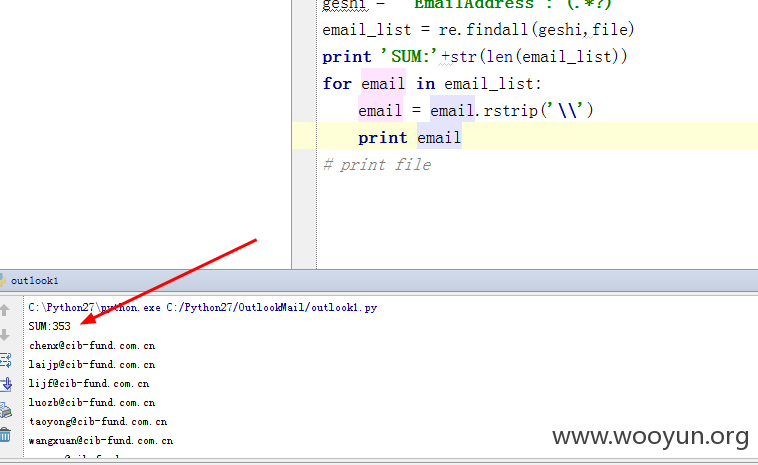 geshi = "EmailAddress": (.*?)
email_list = re.findall(geshi,file)
print 'SUM:'+str(len(email_list))
for email in email_list:
email = email.rstrip('\\')
print email
# print file
outlook1
C:\Python27\python.exe C:/Python27/OutlookMail/outlook1.py
SUM:353
chenx@cib-fund.com.cn
laijp@cib-fund.com.cn
lijf@cib-fund.com.cn
luozb@cib-fund.com.cn
taoyong@cib-fund.com.cn
wangxuan@cib-fund.com.cn
www.wooyun.org